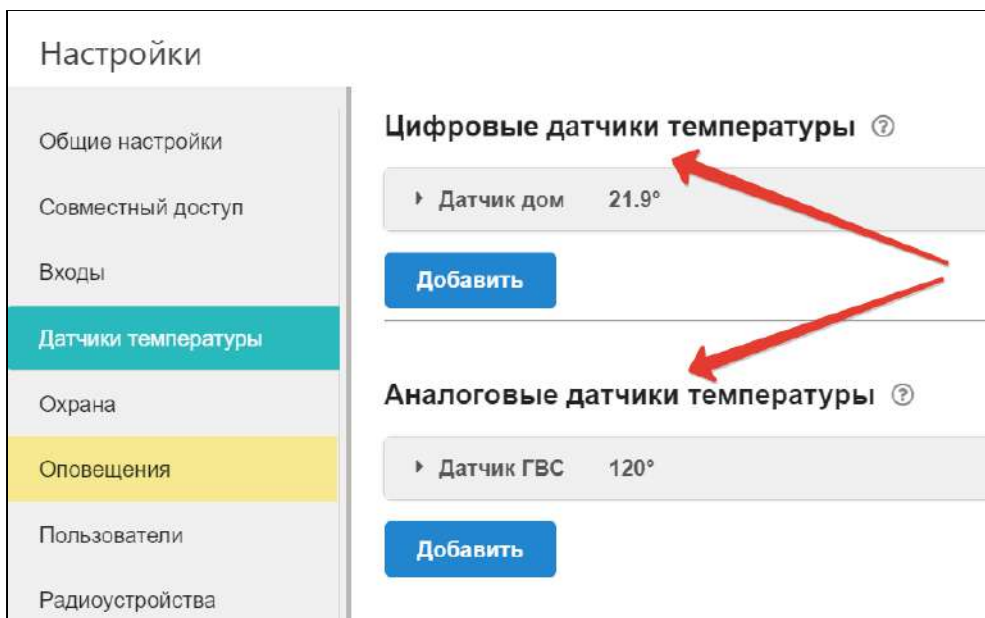 Настройки
Общие настройки
Совместный доступ
Входы
Датчики температуры
Охрана
Оповещения
Пользователи
Радиоустройства
Цифровые датчики температуры ?
Датчик дом 21.9°
Добавить
Аналоговые датчики температуры ?
Датчик ГВС 120°
Добавить